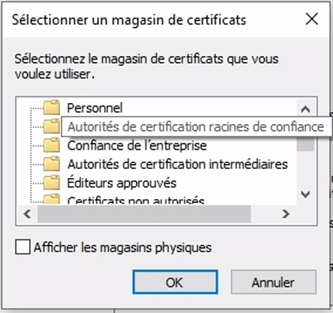 Sélectionner un magasin de certificats
Sélectionnez le magasin de certificats que vous
voulez utiliser.
Personnel
Autorités de certification racines de confiance
Confiance de l'entreprise
Autorités de certification intermédiaires
Éditeurs approuvés
Certificats non autorisés
Afficher les magasins physiques
OK
Annuler